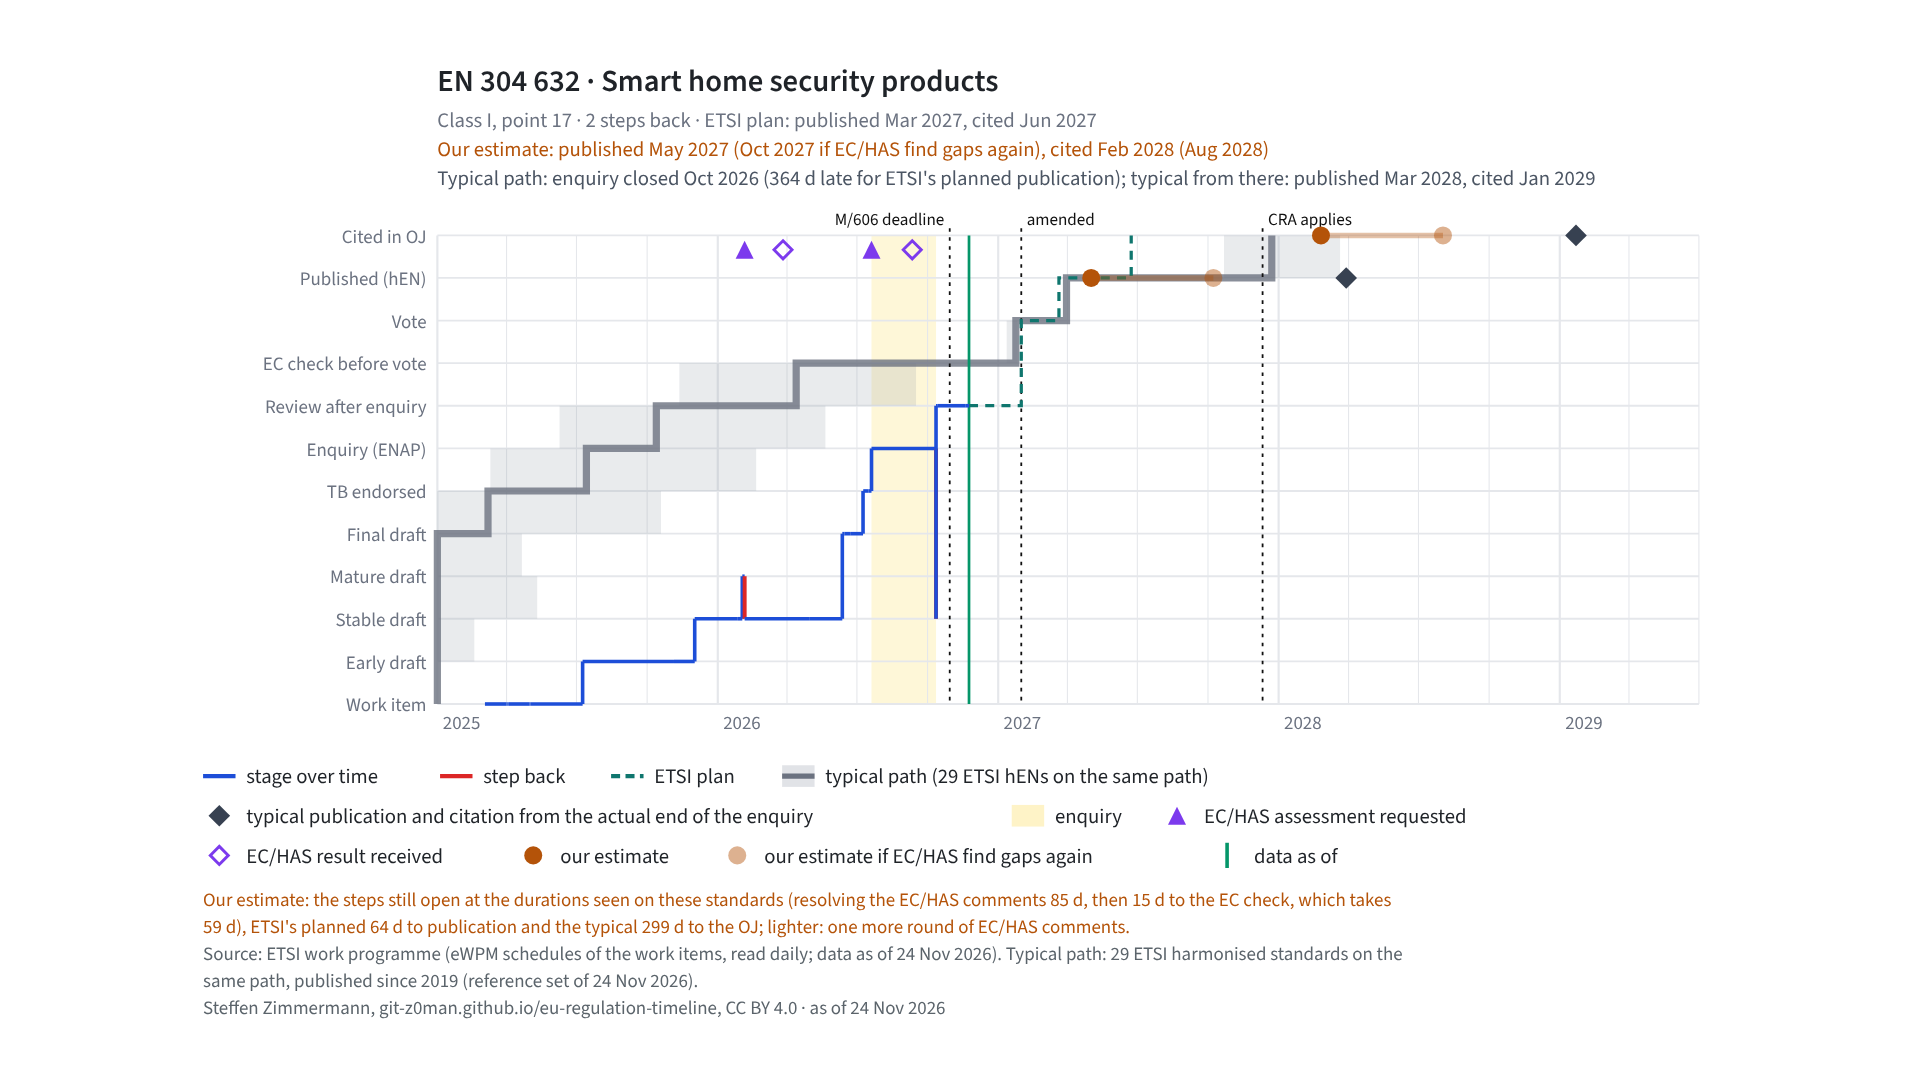 EN 304 632 · Smart home security products
Class I, point 17 · 2 steps back · ETSI plan: published Mar 2027, cited Jun 2027
Our estimate: published May 2027 (Oct 2027 if EC/HAS find gaps again), cited Feb 2028 (Aug 2028)
Typical path: enquiry closed Oct 2026 (364 d late for ETSI's planned publication); typical from there: published Mar 2028, cited Jan 2029
M/606 deadline
amended
CRA applies
Cited in OJ
Published (hEN)
Vote
EC check before vote
Review after enquiry
Enquiry (ENAP)
TB endorsed
Final draft
Mature draft
Stable draft
Early draft
Work item
2025
2026
2027
2028
2029
stage over time
step back
ETSI plan
typical path (29 ETSI hENs on the same path)
typical publication and citation from the actual end of the enquiry
enquiry
EC/HAS assessment requested
EC/HAS result received
our estimate
our estimate if EC/HAS find gaps again
data as of
Our estimate: the steps still open at the durations seen on these standards (resolving the EC/HAS comments 85 d, then 15 d to the EC check, which takes
59 d), ETSI's planned 64 d to publication and the typical 299 d to the OJ; lighter: one more round of EC/HAS comments.
Source: ETSI work programme (eWPM schedules of the work items, read daily; data as of 24 Nov 2026). Typical path: 29 ETSI harmonised standards on the
same path, published since 2019 (reference set of 24 Nov 2026).
Steffen Zimmermann, git-z0man.github.io/eu-regulation-timeline, CC BY 4.0 · as of 24 Nov 2026